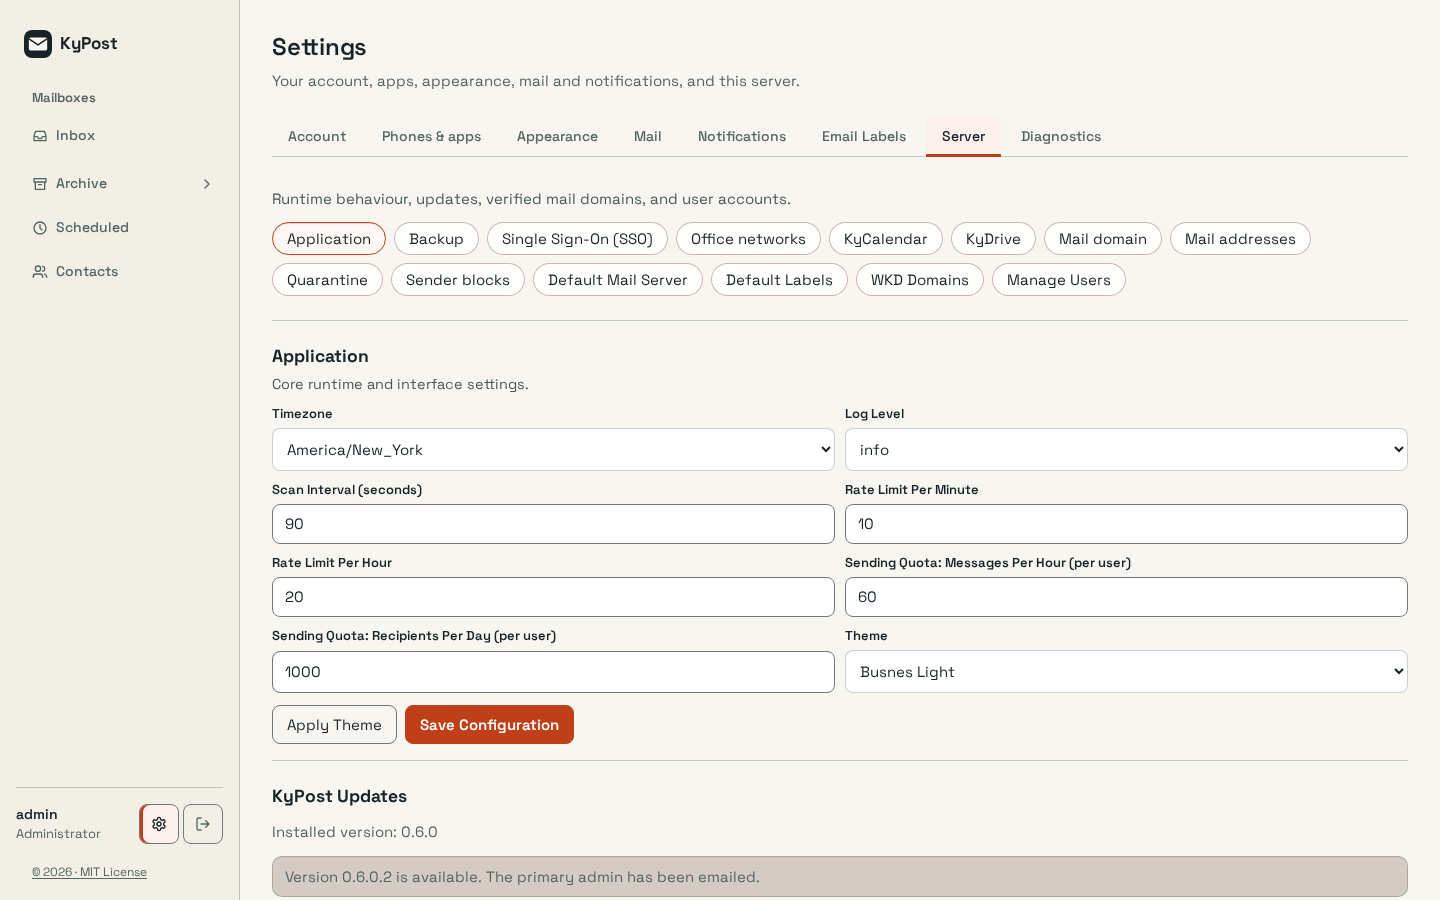 KyPost
Mailboxes
Inbox
Archive
Scheduled
Contacts
admin
Administrator
© 2026 · MIT License
Settings
Your account, apps, appearance, mail and notifications, and this server.
Account Phones & apps Appearance Mail Notifications Email Labels Server Diagnostics
Runtime behaviour, updates, verified mail domains, and user accounts.
Application Backup Single Sign-On (SSO) Office networks KyCalendar KyDrive Mail domain Mail addresses
Quarantine Sender blocks Default Mail Server Default Labels WKD Domains Manage Users
Application
Core runtime and interface settings.
Timezone Log Level
America/New_York info
Scan Interval (seconds) Rate Limit Per Minute
90 10
Rate Limit Per Hour Sending Quota: Messages Per Hour (per user)
20 60
Sending Quota: Recipients Per Day (per user) Theme
1000 Busnes Light
Apply Theme Save Configuration
KyPost Updates
Installed version: 0.6.0
Version 0.6.0.2 is available. The primary admin has been emailed.